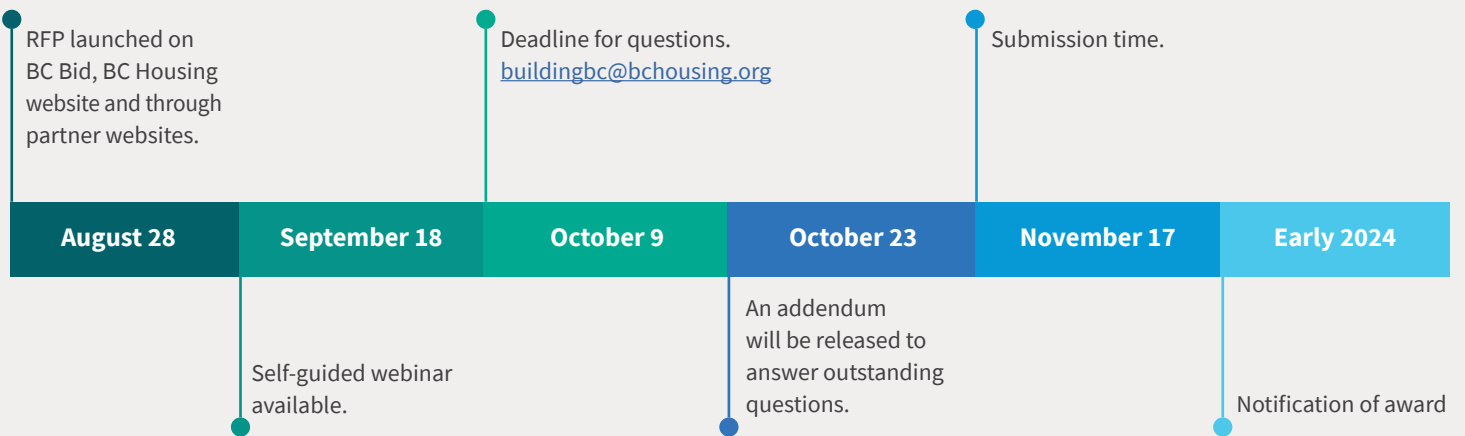 RFP launched on
BC Bid, BC Housing
website and through
partner websites.
Deadline for questions.
buildingbc@bchousing.org
Submission time.
August 28
September 18
October 9
October 23
November 17
Early 2024
Self-guided webinar
available.
An addendum
will be released to
answer outstanding
questions.
Notification of award